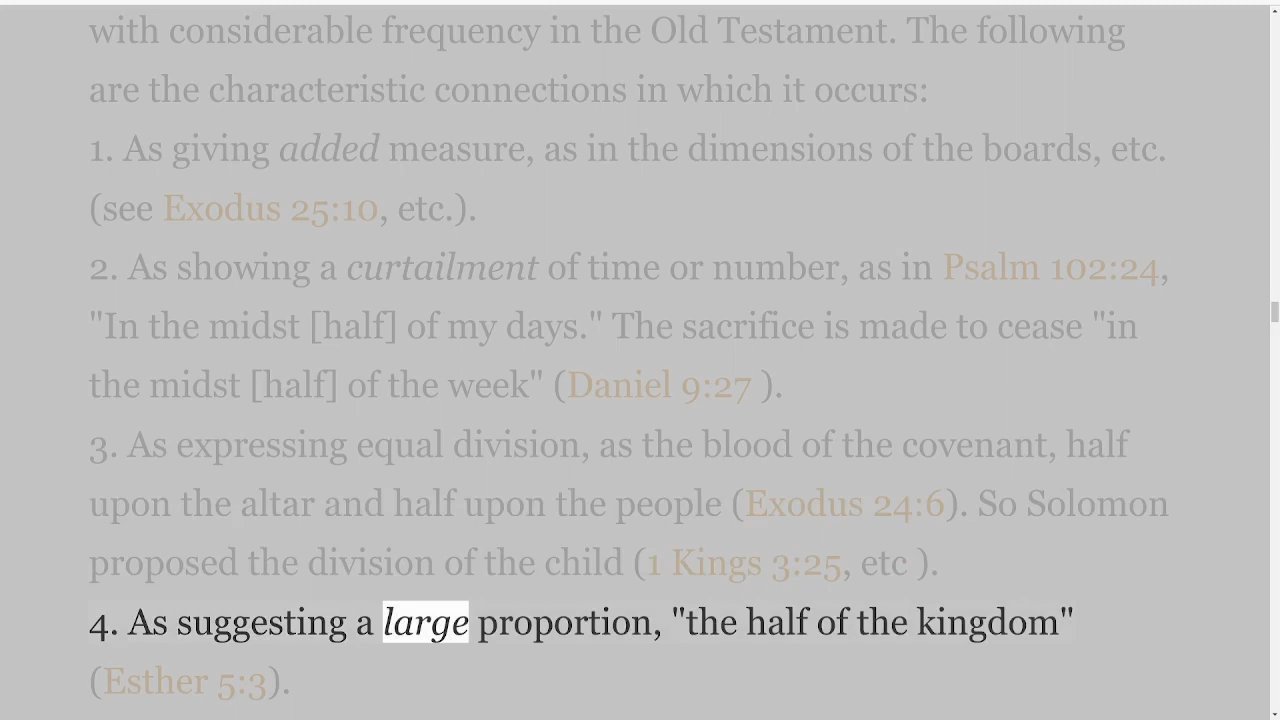 with considerable frequency in the Old Testament. The following
are the characteristic connections in which it occurs:
1. As giving added measure, as in the dimensions of the boards, etc.
(see Exodus 25:10, etc.).
2. As showing a curtailment of time or number, as in Psalm 102:24,
"In the midst [half] of my days." The sacrifice is made to cease "in
the midst [half] of the week" (Daniel 9:27 ).
3. As expressing equal division, as the blood of the covenant, half
upon the altar and half upon the people (Exodus 24:6). So Solomon
proposed the division of the child (1 Kings 3:25, etc ).
4. As suggesting a large proportion, "the half of the kingdom"
(Esther 5:3).